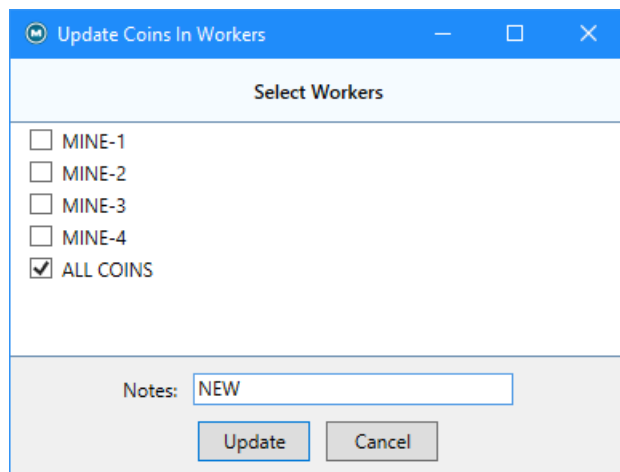 Update Coins In Workers
Select Workers
MINE-1
MINE-2
MINE-3
MINE-4
ALL COINS
Notes: NEW
Update Cancel